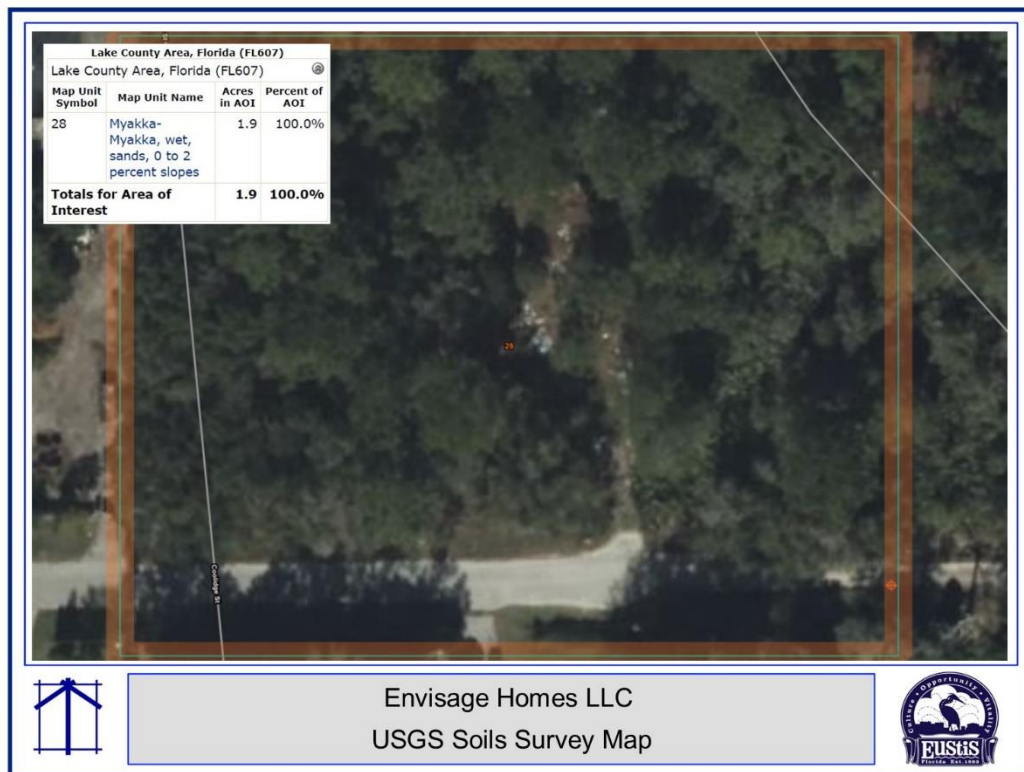 Lake County Area, Florida (FL607)
Lake County Area, Florida (FL607)
Map Unit Symbol Map Unit Name Acres in AOI Percent of AOI
28 Myakka- 1.9 100.0%
Myakka, wet,
sands, 0 to 2
percent slopes
Totals for Area of Interest 1.9 100.0%
28
Coolidge St
Envisage Homes LLC
USGS Soils Survey Map
Culture • Opportunity • Vitality
EUSTIS
Florida Est. 1883